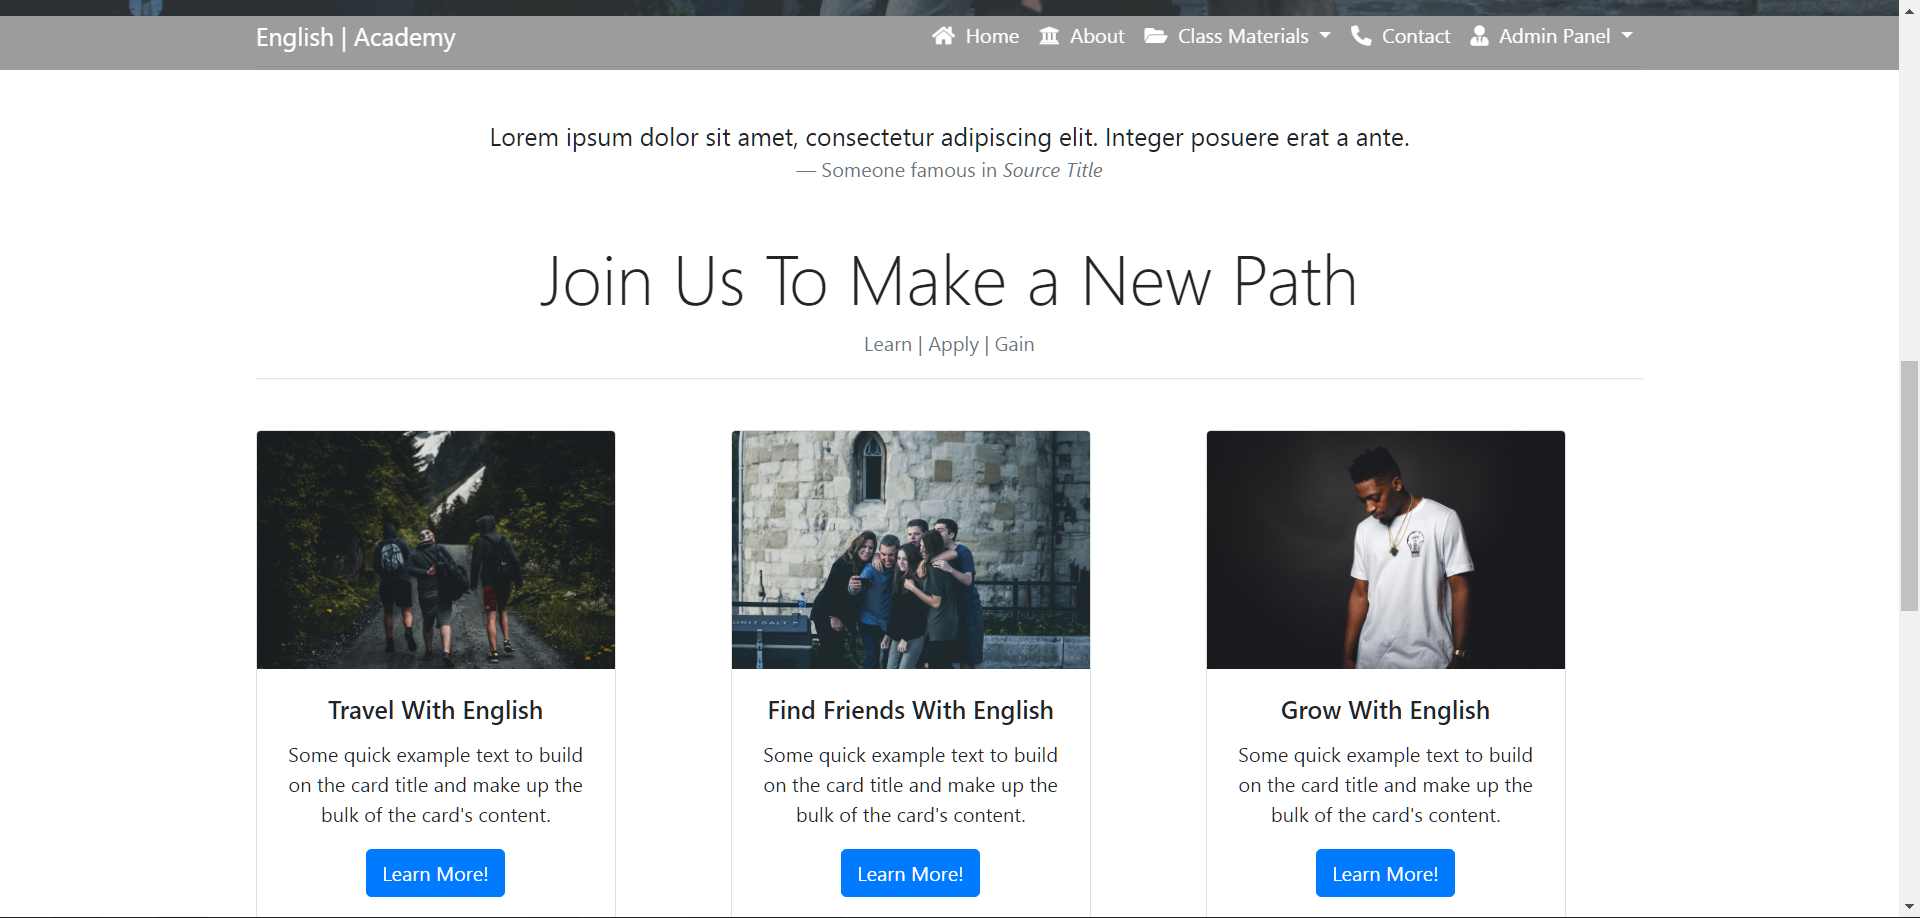 English | Academy
Home About Class Materials Contact Admin Panel
Lorem ipsum dolor sit amet, consectetur adipiscing elit. Integer posuere erat a ante.
— Someone famous in Source Title
Join Us To Make a New Path
Learn | Apply | Gain
Travel With English
Some quick example text to build
on the card title and make up the
bulk of the card's content.
Learn More!
Find Friends With English
Some quick example text to build
on the card title and make up the
bulk of the card's content.
Learn More!
Grow With English
Some quick example text to build
on the card title and make up the
bulk of the card's content.
Learn More!